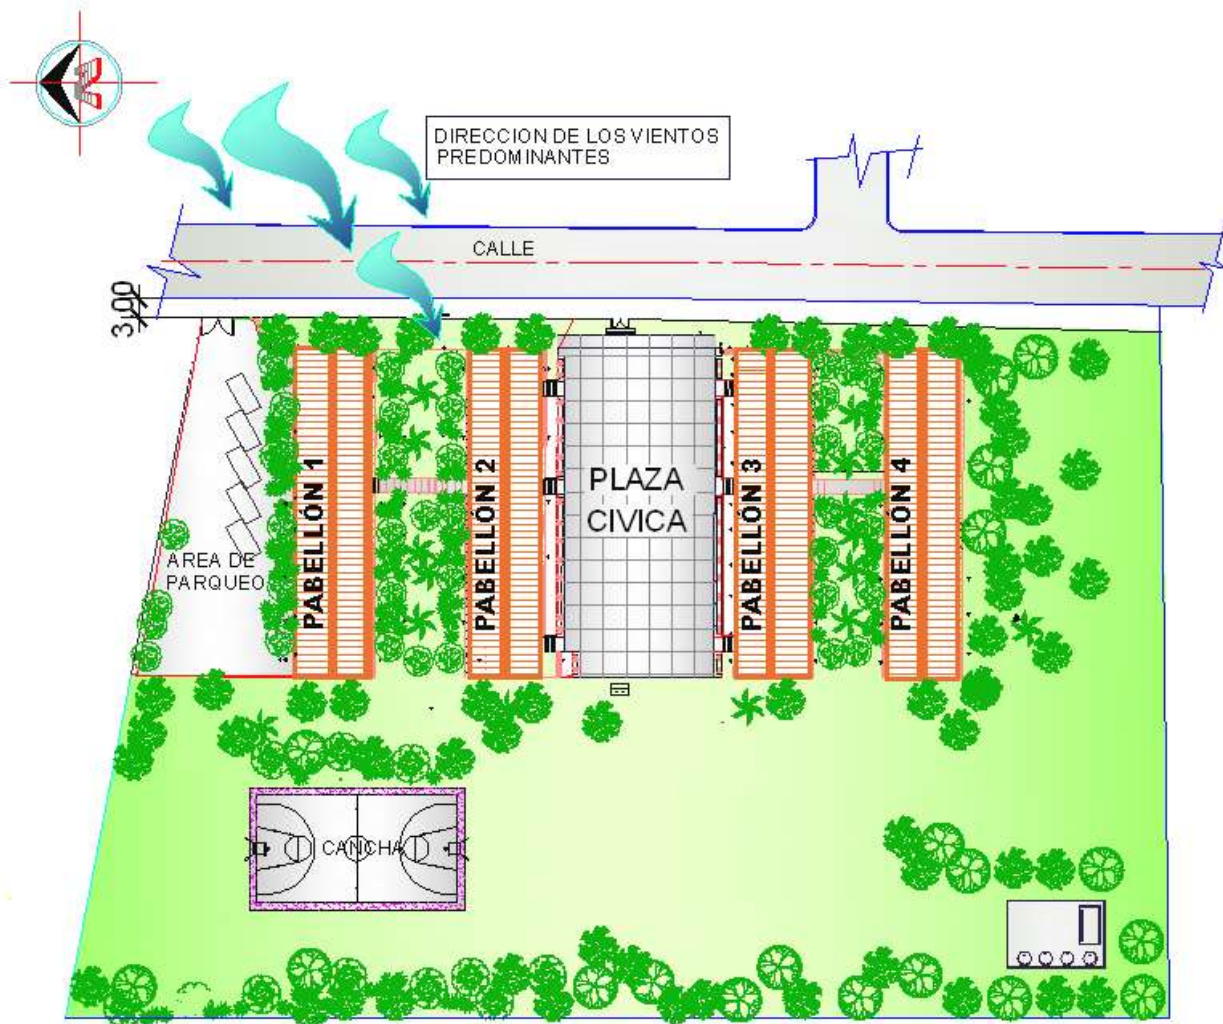 DIRECCION DE LOS VIENTOS
PREDOMINANTES
CALLE
3,00
PABELLÓN 1
PABELLÓN 2
PLAZA
CIVICA
PABELLÓN 3
PABELLÓN 4
AREA DE
PARQUEO
CANCHA